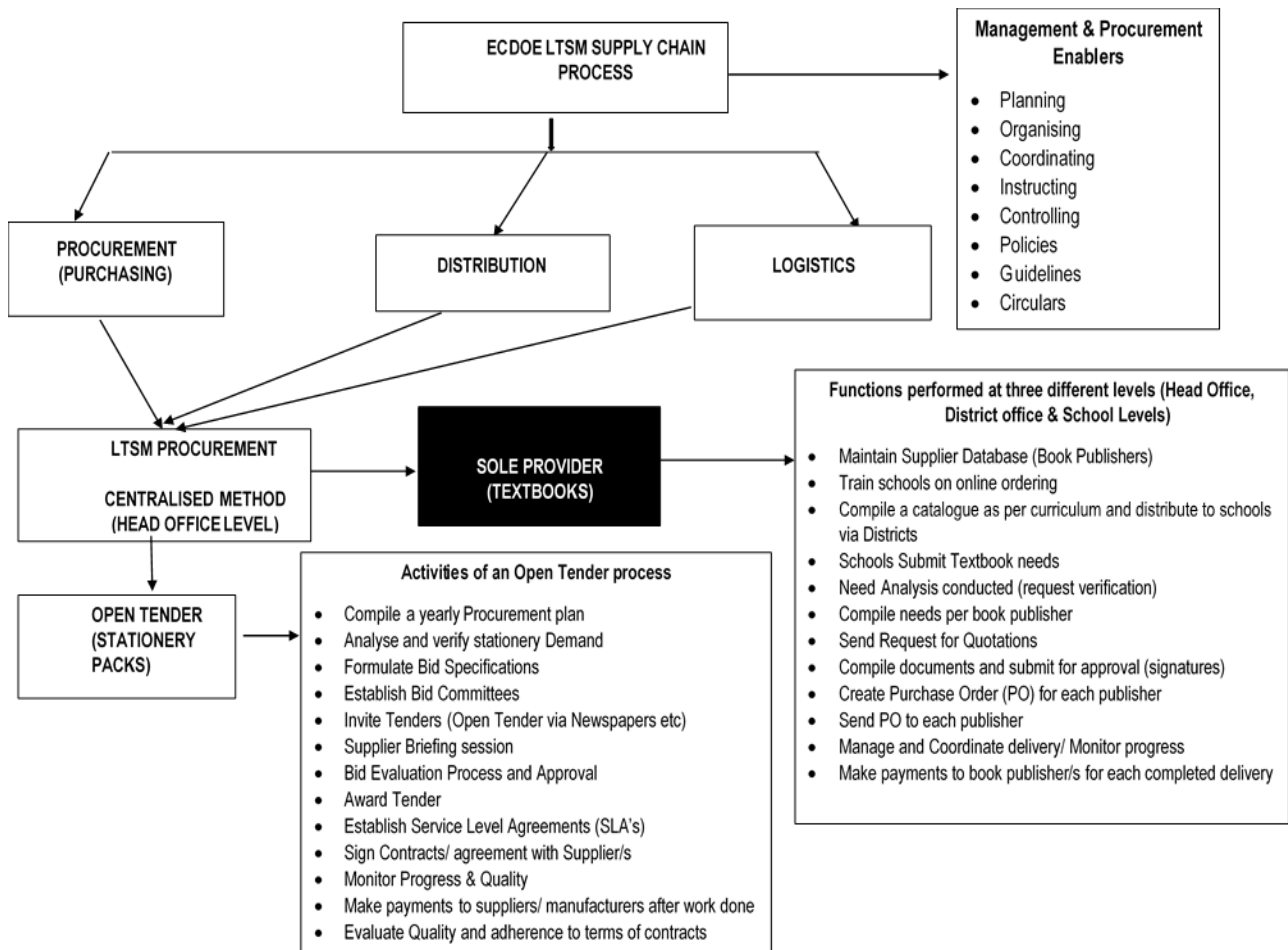 ECDOE LTSM SUPPLY CHAIN
PROCESS
Management & Procurement
Enablers
• Planning
• Organising
• Coordinating
• Instructing
• Controlling
• Policies
• Guidelines
• Circulars
PROCUREMENT
(PURCHASING)
DISTRIBUTION
LOGISTICS
LTSM PROCUREMENT
CENTRALISED METHOD
(HEAD OFFICE LEVEL)
SOLE PROVIDER
(TEXTBOOKS)
Functions performed at three different levels (Head Office,
District office & School Levels)
• Maintain Supplier Database (Book Publishers)
• Train schools on online ordering
• Compile a catalogue as per curriculum and distribute to schools
via Districts
• Schools Submit Textbook needs
• Need Analysis conducted (request verification)
• Compile needs per book publisher
• Send Request for Quotations
• Compile documents and submit for approval (signatures)
• Create Purchase Order (PO) for each publisher
• Send PO to each publisher
• Manage and Coordinate delivery/ Monitor progress
• Make payments to book publisher/s for each completed delivery
OPEN TENDER
(STATIONERY
PACKS)
Activities of an Open Tender process
• Compile a yearly Procurement plan
• Analyse and verify stationery Demand
• Formulate Bid Specifications
• Establish Bid Committees
• Invite Tenders (Open Tender via Newspapers etc)
• Supplier Briefing session
• Bid Evaluation Process and Approval
• Award Tender
• Establish Service Level Agreements (SLA's)
• Sign Contracts/ agreement with Supplier/s
• Monitor Progress & Quality
• Make payments to suppliers/ manufacturers after work done
• Evaluate Quality and adherence to terms of contracts